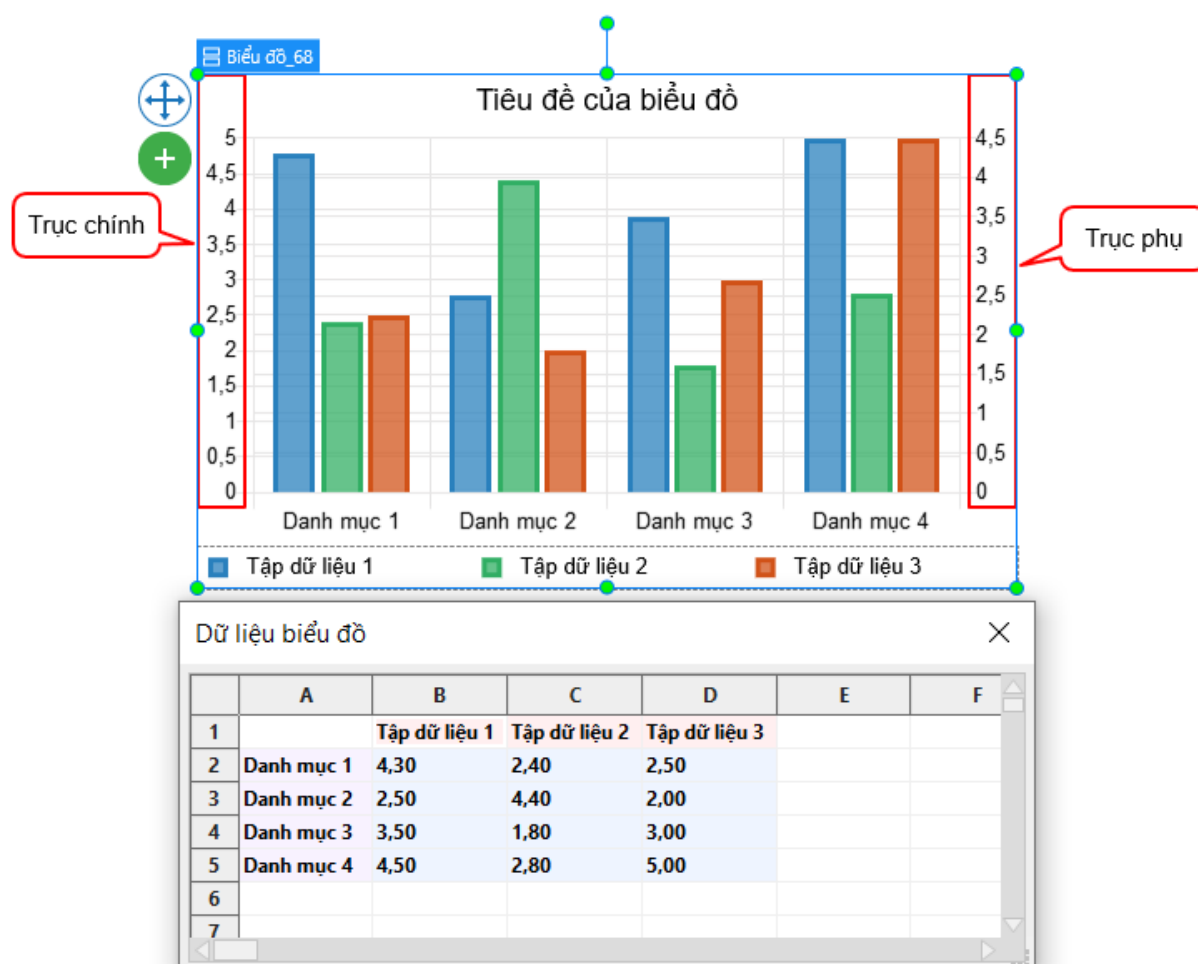 Biểu đồ_68
Tiêu đề của biểu đồ
Trục chính
Trục phụ
5
4,5
4
3,5
3
2,5
2
1,5
1
0,5
0
4,5
4
3,5
3
2,5
2
1,5
1
0,5
0
Danh mục 1 Danh mục 2 Danh mục 3 Danh mục 4
Tập dữ liệu 1 Tập dữ liệu 2 Tập dữ liệu 3
Dữ liệu biểu đồ
A B C D E F
1 Tập dữ liệu 1 Tập dữ liệu 2 Tập dữ liệu 3
2 Danh mục 1 4,30 2,40 2,50
3 Danh mục 2 2,50 4,40 2,00
4 Danh mục 3 3,50 1,80 3,00
5 Danh mục 4 4,50 2,80 5,00
6
7